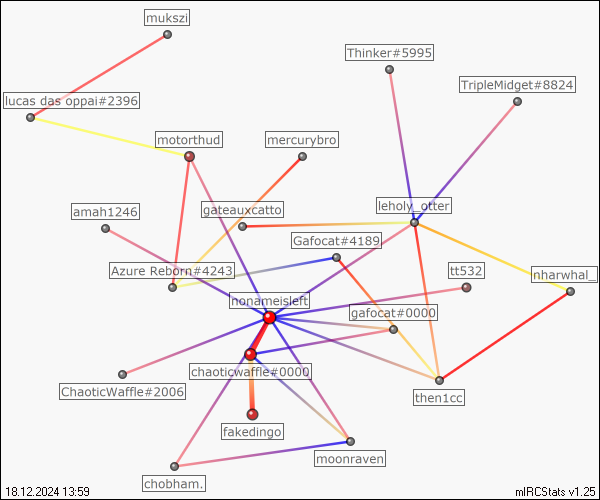 mukszi
Thinker#5995
TripleMidget#8824
lucas das oppai#2396
motorthud
mercurybro
amah1246
gateauxcatto
leholy_otter
Gafocat#4189
Azure Reborn#4243
tt532
nharwhal_
nonameisleft
gafocat#0000
chaoticwaffle#0000
ChaoticWaffle#2006
then1cc
fakedingo
moonraven
chobham.
18.12.2024 13:59
mIRCStats v1.25